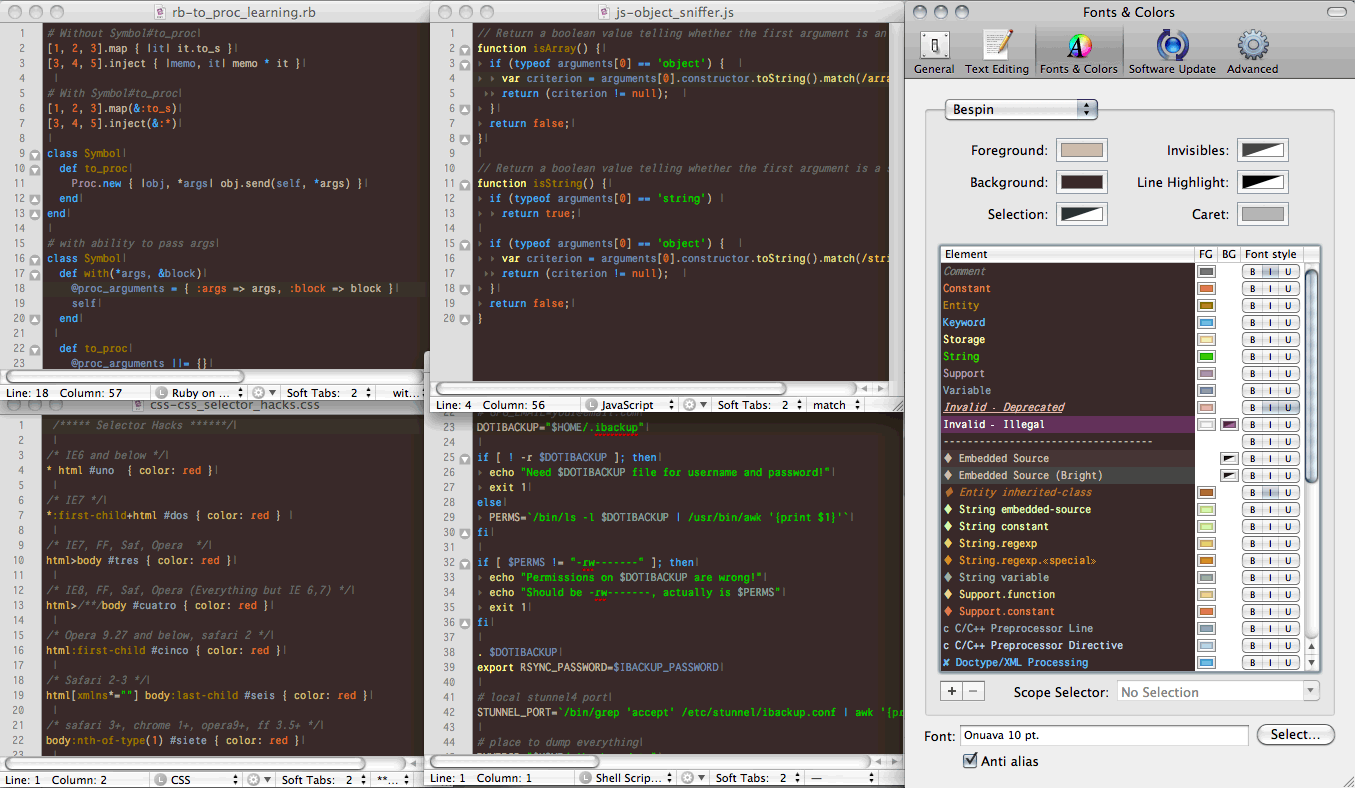 rb-to_proc_learning.rb
1 # Without Symbol#to_proc
2 [1, 2, 3].map { |it| it.to_s }
3 [3, 4, 5].inject { |memo, it| memo * it }
4
5 # With Symbol#to_proc
6 [1, 2, 3].map(&:to_s)
7 [3, 4, 5].inject(&:*)
8
9 class Symbol
10 def to_proc
11 Proc.new { |obj, *args| obj.send(self, *args) }
12 end
13 end
14
15 # with ability to pass args
16 class Symbol
17 def with(*args, &block)
18 @proc_arguments = { :args => args, :block => block }
19 self
20 end
21
22 def to_proc
23 @proc_arguments ||= {}
Line: 18 Column: 57 Ruby on ... Soft Tabs: 2 wit...
js-object_sniffer.js
1 // Return a boolean value telling whether the first argument is an
2 function isArray() {
3 if (typeof arguments[0] == 'object') {
4 var criterion = arguments[0].constructor.toString().match(/arra
5 return (criterion != null);
6 }
7 return false;
8 }
9
10 // Return a boolean value telling whether the first argument is a s
11 function isString() {
12 if (typeof arguments[0] == 'string')
13 return true;
14
15 if (typeof arguments[0] == 'object') {
16 var criterion = arguments[0].constructor.toString().match(/stri
17 return (criterion != null);
18 }
19 return false;
20 }
Line: 4 Column: 56 JavaScript Soft Tabs: 2 match
css-css_selector_hacks.css
1 /***** Selector Hacks ******/
2
3 /* IE6 and below */
4 * html #uno { color: red }
5
6 /* IE7 */
7 *:first-child+html #dos { color: red }
8
9 /* IE7, FF, Saf, Opera */
10 html>body #tres { color: red }
11
12 /* IE8, FF, Saf, Opera (Everything but IE 6,7) */
13 html>/**/body #cuatro { color: red }
14
15 /* Opera 9.27 and below, safari 2 */
16 html:first-child #cinco { color: red }
17
18 /* Safari 2-3 */
19 html[xmlns*=""] body:last-child #seis { color: red }
20
21 /* safari 3+, chrome 1+, opera9+, ff 3.5+ */
22 body:nth-of-type(1) #siete { color: red }
23
Line: 1 Column: 2 CSS Soft Tabs: 2 **...
22
23 DOTIBACKUP="$HOME/.ibackup"
24
25 if [ ! -r $DOTIBACKUP ]; then
26 echo "Need $DOTIBACKUP file for username and password!"
27 exit 1
28 else
29 PERMS=`/bin/ls -l $DOTIBACKUP | /usr/bin/awk '{print $1}'`
30 fi
31
32 if [ $PERMS != "-rw-------" ]; then
33 echo "Permissions on $DOTIBACKUP are wrong!"
34 echo "Should be -rw-------, actually is $PERMS"
35 exit 1
36 fi
37
38 . $DOTIBACKUP
39 export RSYNC_PASSWORD=$IBACKUP_PASSWORD
40
41 # local stunnel4 port
42 STUNNEL_PORT=`/bin/grep 'accept' /etc/stunnel/ibackup.conf | awk '{pr
43
44 # place to dump everything
Line: 1 Column: 1 Shell Scrip... Soft Tabs: 2 —
Fonts & Colors
General Text Editing Fonts & Colors Software Update Advanced
Bespin
Foreground: Invisibles:
Background: Line Highlight:
Selection: Caret:
Element FG BG Font style
Comment B I U
Constant B I U
Entity B I U
Keyword B I U
Storage B I U
String B I U
Support B I U
Variable B I U
Invalid - Deprecated B I U
Invalid - Illegal B I U
--------------------------------- B I U
♦ Embedded Source B I U
♦ Embedded Source (Bright) B I U
♦ Entity inherited-class B I U
♦ String embedded-source B I U
♦ String constant B I U
♦ String.regexp B I U
♦ String.regexp.«special» B I U
♦ String variable B I U
♦ Support.function B I U
♦ Support.constant B I U
c C/C++ Preprocessor Line B I U
c C/C++ Preprocessor Directive B I U
✘ Doctype/XML Processing B I U
+ − Scope Selector: No Selection
Font: Onuava 10 pt. Select...
Anti alias